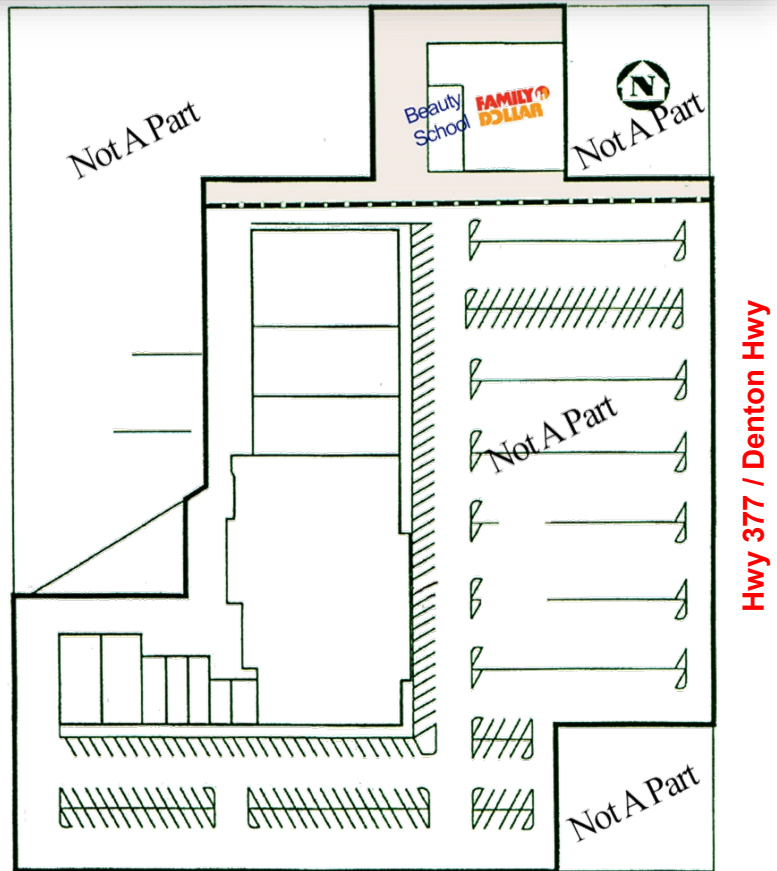 Not A Part
Beauty
School
FAMILY
DOLLAR
N
Not A Part
Not A Part
Hwy 377 / Denton Hwy
Not A Part